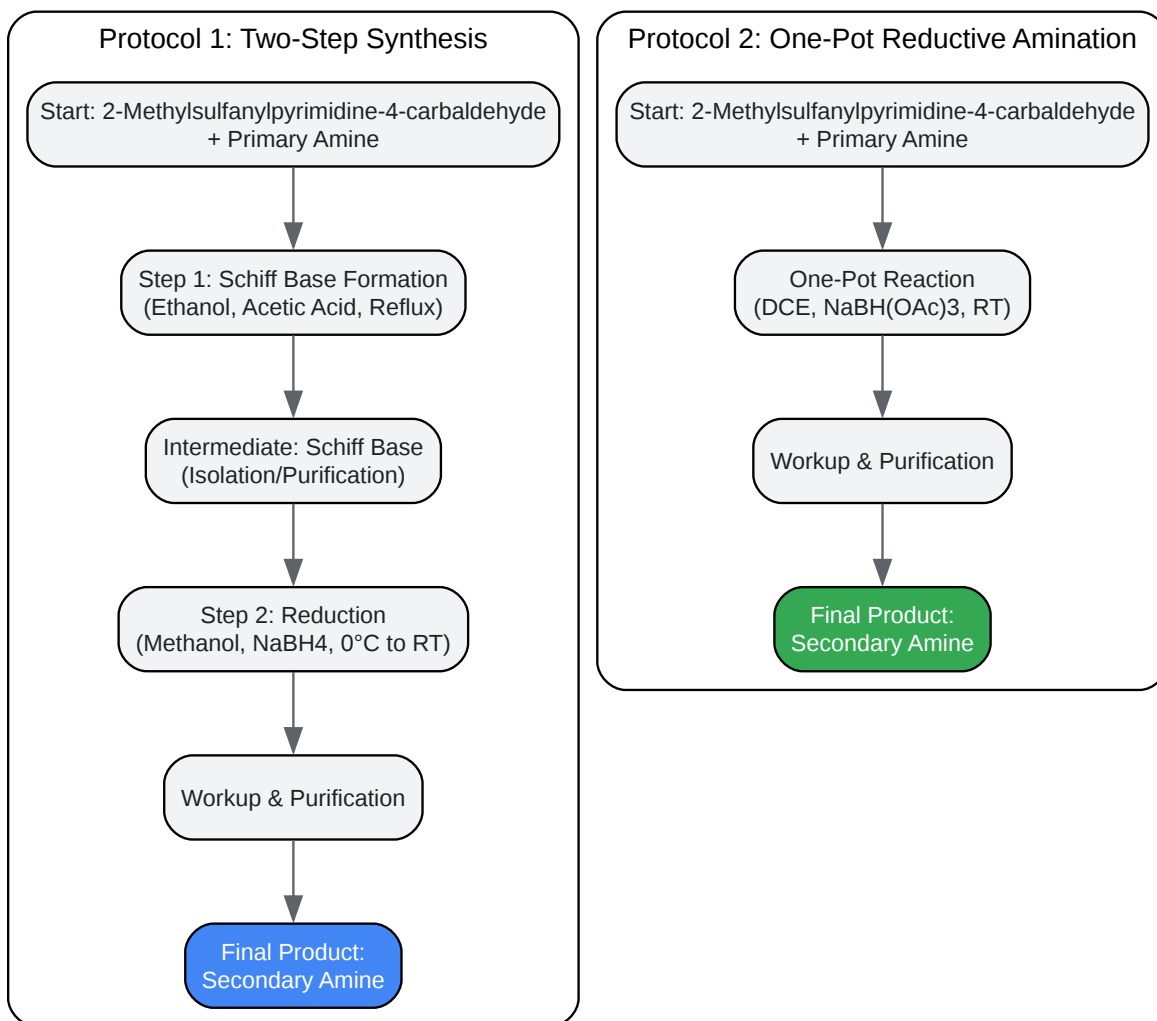 Protocol 1: Two-Step Synthesis
Start: 2-Methylsulfanylpyrimidine-4-carbaldehyde
+ Primary Amine
Step 1: Schiff Base Formation
(Ethanol, Acetic Acid, Reflux)
Intermediate: Schiff Base
(Isolation/Purification)
Step 2: Reduction
(Methanol, NaBH4, 0°C to RT)
Workup & Purification
Final Product:
Secondary Amine
Protocol 2: One-Pot Reductive Amination
Start: 2-Methylsulfanylpyrimidine-4-carbaldehyde
+ Primary Amine
One-Pot Reaction
(DCE, NaBH(OAc)3, RT)
Workup & Purification
Final Product:
Secondary Amine